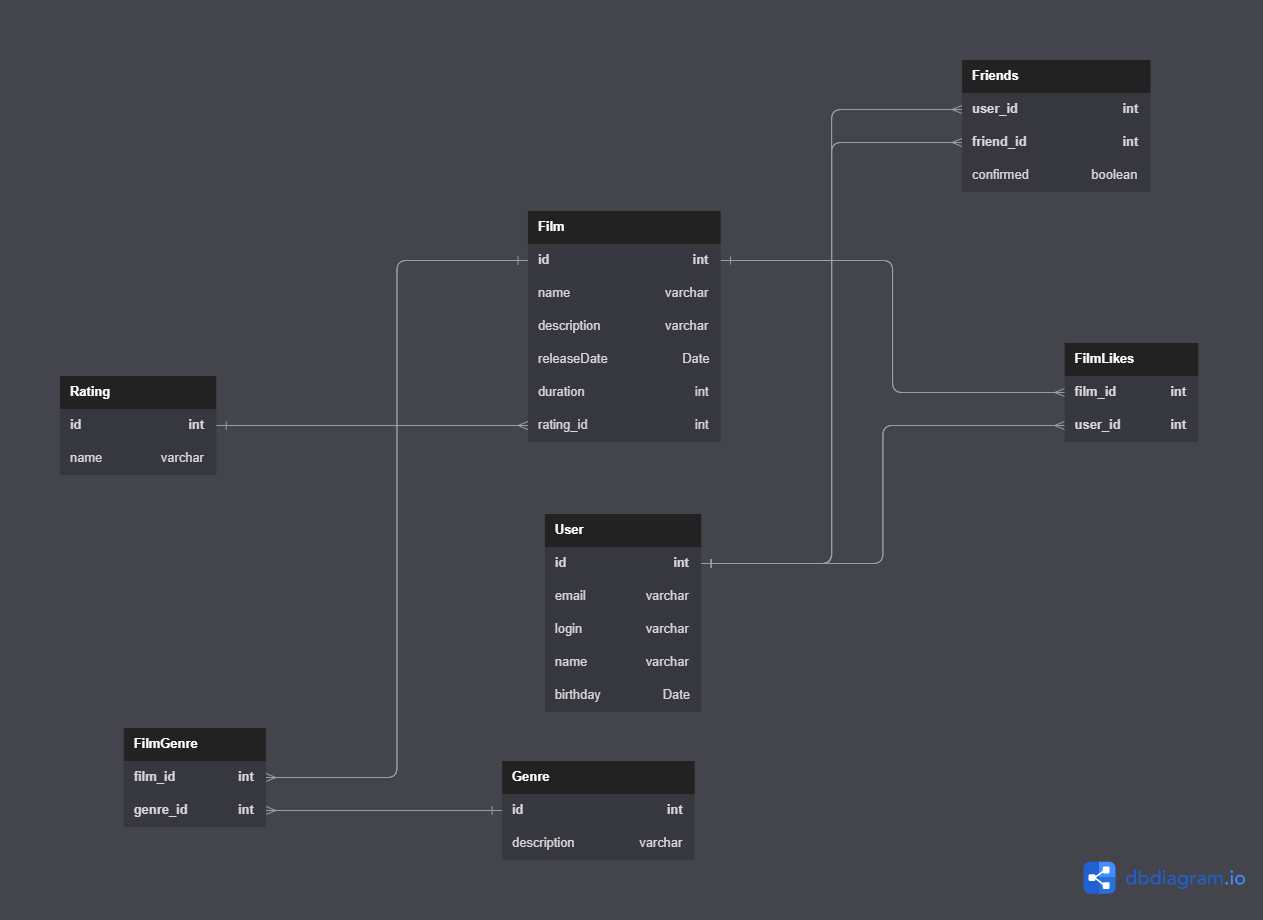 Friends
user_id int
friend_id int
confirmed boolean
Film
id int
name varchar
description varchar
releaseDate Date
duration int
rating_id int
FilmLikes
film_id int
user_id int
Rating
id int
name varchar
User
id int
email varchar
login varchar
name varchar
birthday Date
FilmGenre
film_id int
genre_id int
Genre
id int
description varchar
dbdiagram.io